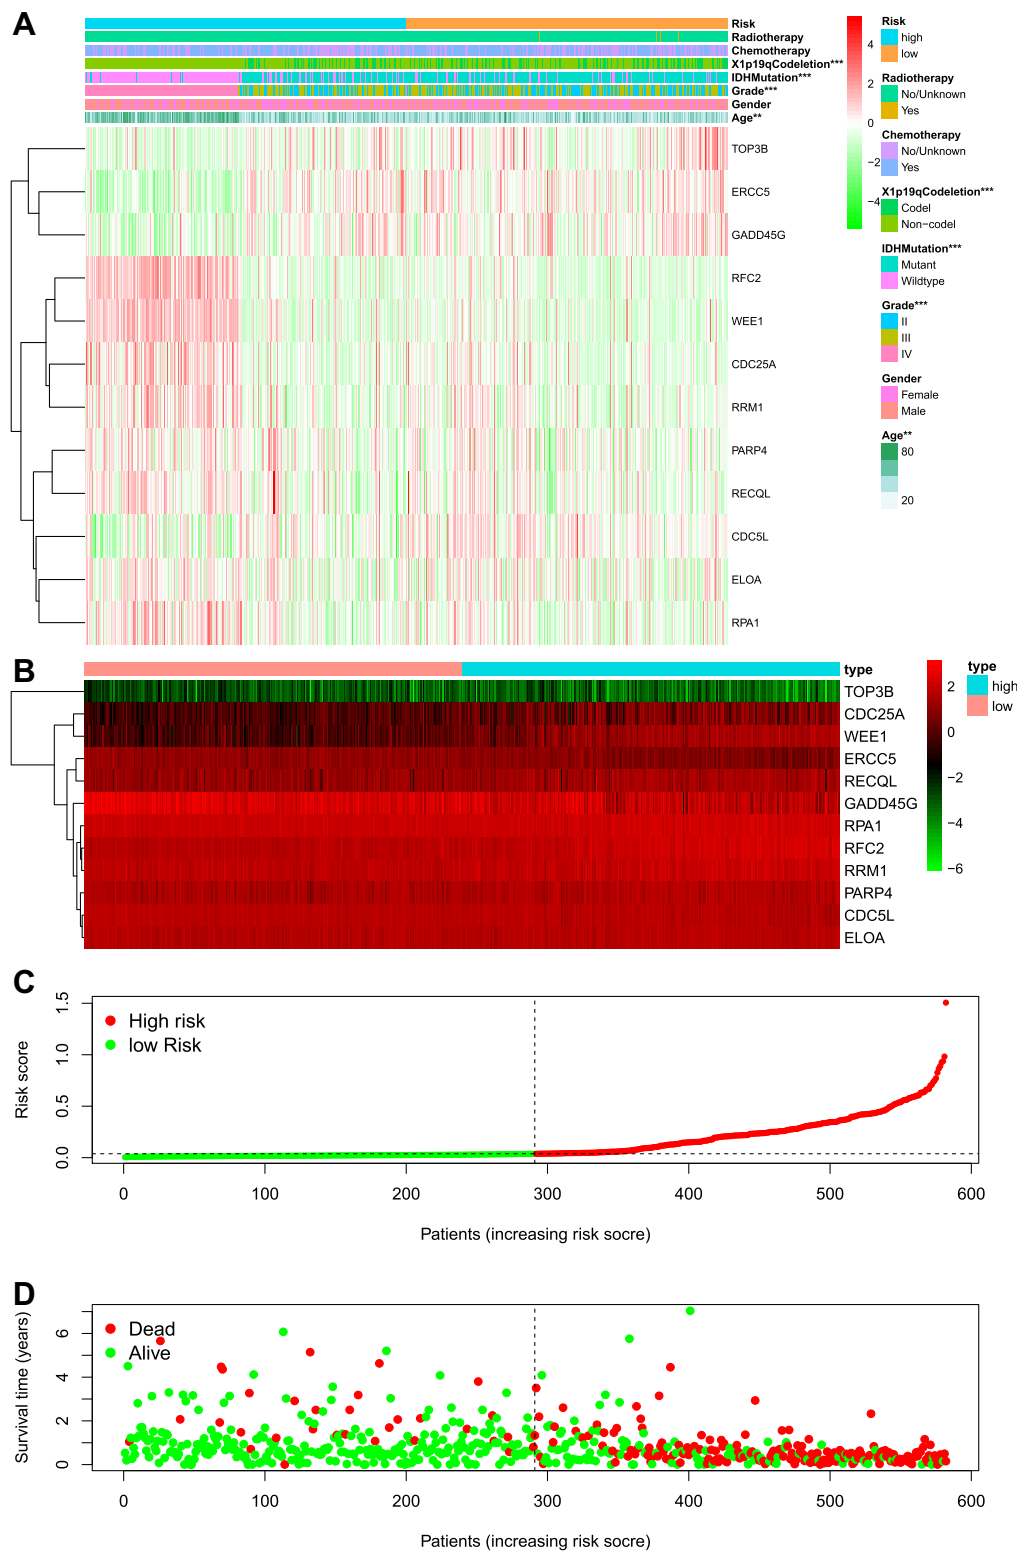 A
Risk
Radiotherapy
Chemotherapy
X1p19qCodeletion***
IDHMutation***
Grade***
Gender
Age**
TOP3B
ERCC5
GADD45G
RFC2
WEE1
CDC25A
RRM1
PARP4
RECQL
CDC5L
ELOA
RPA1
4
2
0
−2
−4
Risk
high
low
Radiotherapy
No/Unknown
Yes
Chemotherapy
No/Unknown
Yes
X1p19qCodeletion***
Codel
Non−codel
IDHMutation***
Mutant
Wildtype
Grade***
II
III
IV
Gender
Female
Male
Age**
80
20
B
type
TOP3B
CDC25A
WEE1
ERCC5
RECQL
GADD45G
RPA1
RFC2
RRM1
PARP4
CDC5L
ELOA
2
0
−2
−4
−6
type
high
low
C
High risk
low Risk
Risk score
1.5
1.0
0.5
0.0
0 100 200 300 400 500 600
Patients (increasing risk socre)
D
Dead
Alive
Survival time (years)
6
4
2
0
0 100 200 300 400 500 600
Patients (increasing risk socre)